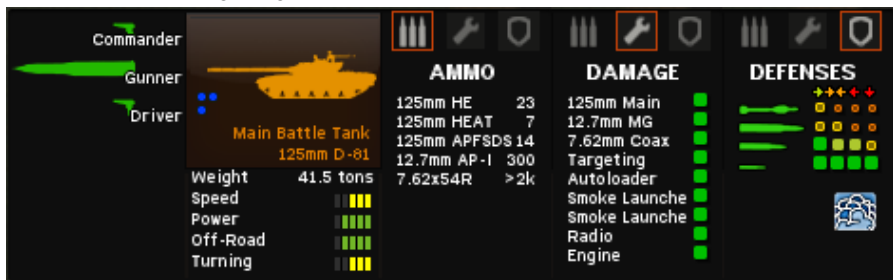 Commander
Gunner
Driver
Main Battle Tank
125mm D-81
Weight 41.5 tons
Speed
Power
Off-Road
Turning
AMMO
125mm HE 23
125mm HEAT 7
125mm APFSDS 14
12.7mm AP-I 300
7.62x54R >2k
DAMAGE
125mm Main
12.7mm MG
7.62mm Coax
Targeting
Autoloader
Smoke Launche
Smoke Launche
Radio
Engine
DEFENSES